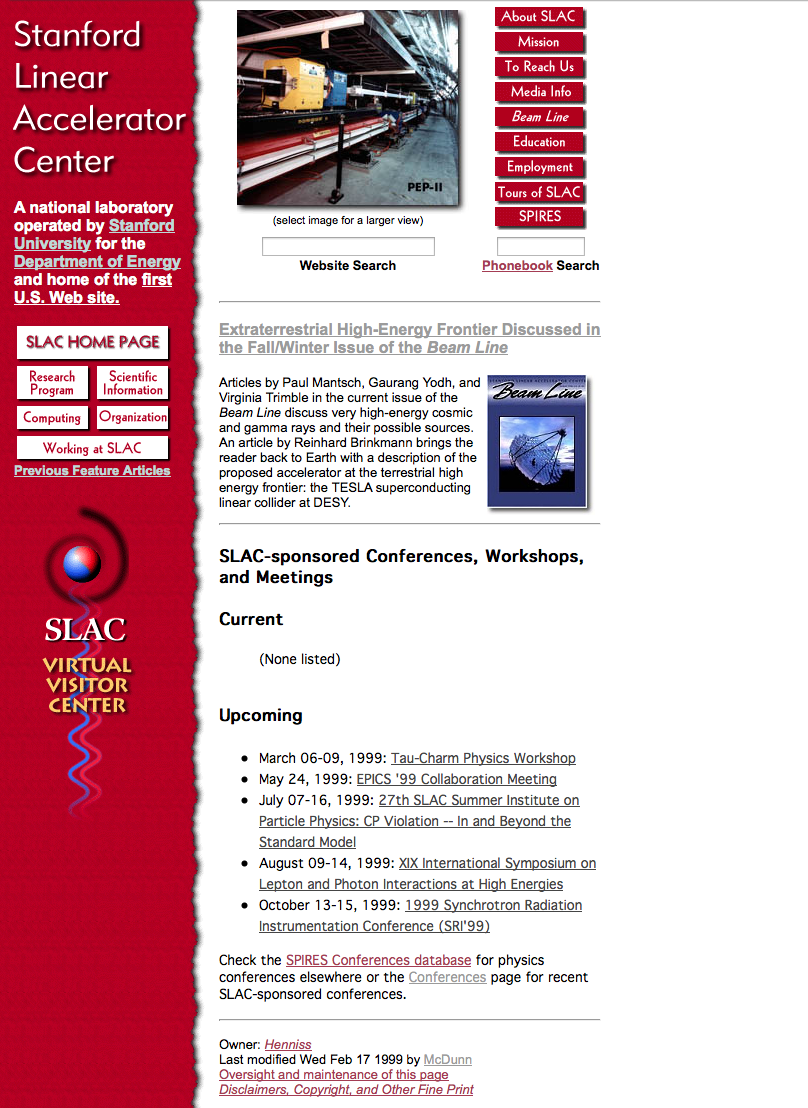 Stanford
Linear
Accelerator
Center
A national laboratory
operated by Stanford
University for the
Department of Energy
and home of the first
U.S. Web site.
SLAC HOME PAGE
Research
Program
Scientific
Information
Computing
Organization
Working at SLAC
Previous Feature Articles
SLAC
VIRTUAL
VISITOR
CENTER
PEP-II
(select image for a larger view)
Website Search
About SLAC
Mission
To Reach Us
Media Info
Beam Line
Education
Employment
Tours of SLAC
SPIRES
Phonebook Search
Extraterrestrial High-Energy Frontier Discussed in
the Fall/Winter Issue of the Beam Line
Articles by Paul Mantsch, Gaurang Yodh, and
Virginia Trimble in the current issue of the
Beam Line discuss very high-energy cosmic
and gamma rays and their possible sources.
An article by Reinhard Brinkmann brings the
reader back to Earth with a description of the
proposed accelerator at the terrestrial high
energy frontier: the TESLA superconducting
linear collider at DESY.
Beam Line
SLAC-sponsored Conferences, Workshops,
and Meetings
Current
(None listed)
Upcoming
• March 06-09, 1999: Tau-Charm Physics Workshop
• May 24, 1999: EPICS '99 Collaboration Meeting
• July 07-16, 1999: 27th SLAC Summer Institute on
Particle Physics: CP Violation -- In and Beyond the
Standard Model
• August 09-14, 1999: XIX International Symposium on
Lepton and Photon Interactions at High Energies
• October 13-15, 1999: 1999 Synchrotron Radiation
Instrumentation Conference (SRI'99)
Check the SPIRES Conferences database for physics
conferences elsewhere or the Conferences page for recent
SLAC-sponsored conferences.
Owner: Henniss
Last modified Wed Feb 17 1999 by McDunn
Oversight and maintenance of this page
Disclaimers, Copyright, and Other Fine Print